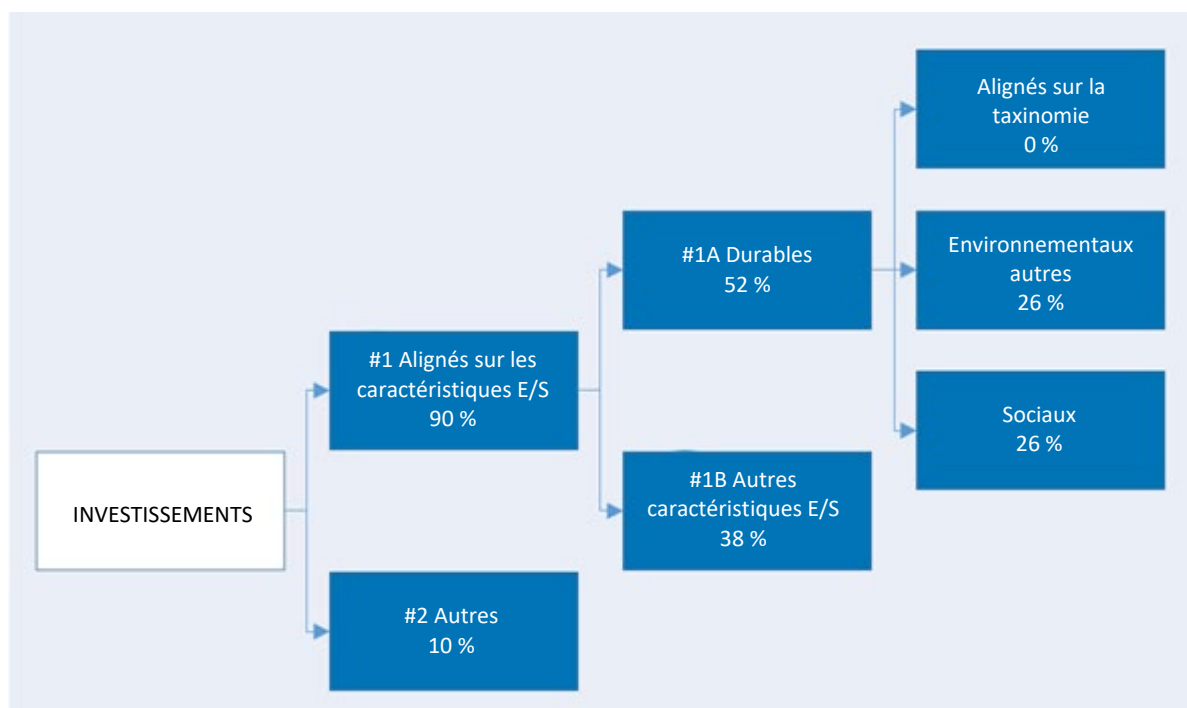 INVESTISSEMENTS
#1 Alignés sur les
caractéristiques E/S
90 %
#2 Autres
10 %
#1A Durables
52 %
#1B Autres
caractéristiques E/S
38 %
Alignés sur la
taxinomie
0 %
Environnementaux
autres
26 %
Sociaux
26 %